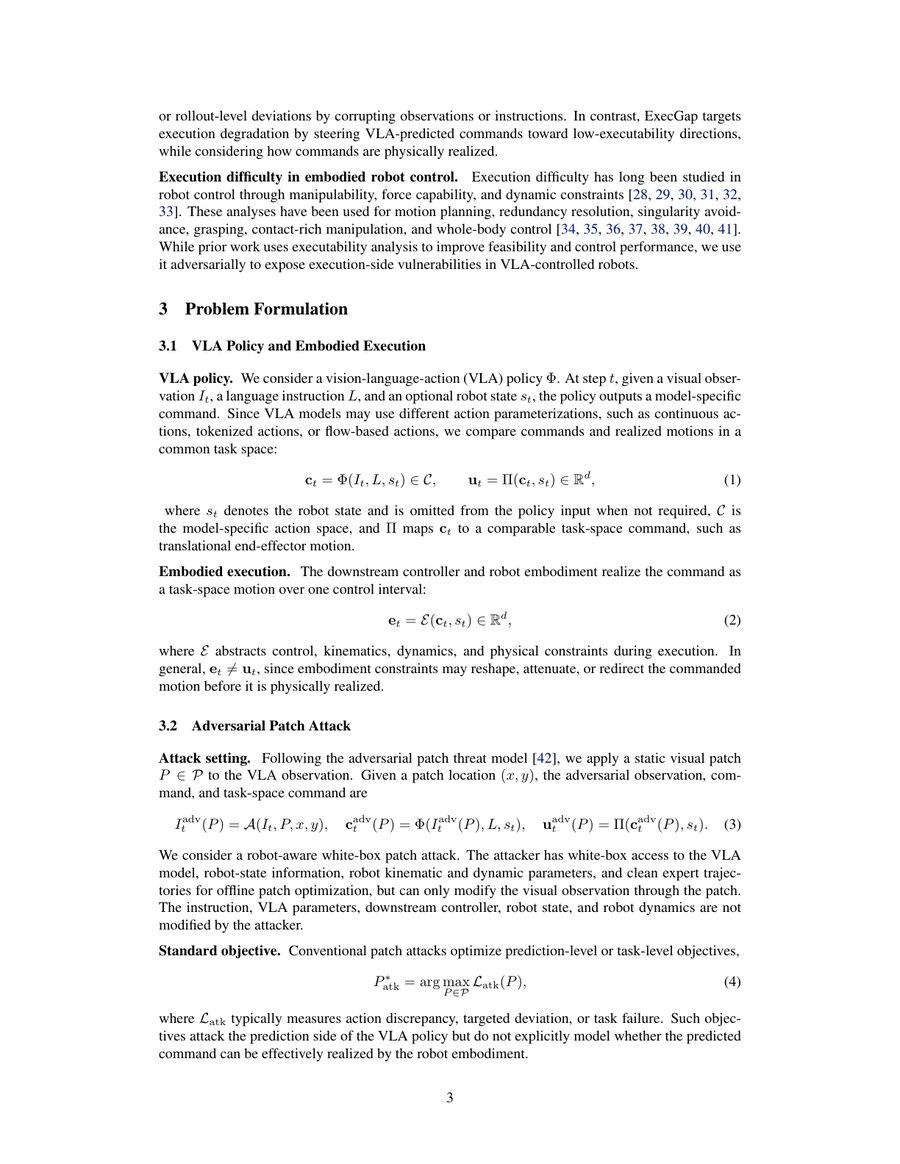 or rollout-level deviations by corrupting observations or instructions. In contrast, ExecGap targets
execution degradation by steering VLA-predicted commands toward low-executability directions,
while considering how commands are physically realized.
Execution difficulty in embodied robot control. Execution difficulty has long been studied in
robot control through manipulability, force capability, and dynamic constraints [28, 29, 30, 31, 32,
33]. These analyses have been used for motion planning, redundancy resolution, singularity avoid-
ance, grasping, contact-rich manipulation, and whole-body control [34, 35, 36, 37, 38, 39, 40, 41].
While prior work uses executability analysis to improve feasibility and control performance, we use
it adversarially to expose execution-side vulnerabilities in VLA-controlled robots.
3 Problem Formulation
3.1 VLA Policy and Embodied Execution
VLA policy. We consider a vision-language-action (VLA) policy Φ. At step t, given a visual obser-
vation I_t, a language instruction L, and an optional robot state s_t, the policy outputs a model-specific
command. Since VLA models may use different action parameterizations, such as continuous ac-
tions, tokenized actions, or flow-based actions, we compare commands and realized motions in a
common task space:
c_t = Φ(I_t, L, s_t) ∈ C, u_t = Π(c_t, s_t) ∈ ℝ^d, (1)
where s_t denotes the robot state and is omitted from the policy input when not required, C is
the model-specific action space, and Π maps c_t to a comparable task-space command, such as
translational end-effector motion.
Embodied execution. The downstream controller and robot embodiment realize the command as
a task-space motion over one control interval:
e_t = E(c_t, s_t) ∈ ℝ^d, (2)
where E abstracts control, kinematics, dynamics, and physical constraints during execution. In
general, e_t ≠ u_t, since embodiment constraints may reshape, attenuate, or redirect the commanded
motion before it is physically realized.
3.2 Adversarial Patch Attack
Attack setting. Following the adversarial patch threat model [42], we apply a static visual patch
P ∈ P to the VLA observation. Given a patch location (x, y), the adversarial observation, com-
mand, and task-space command are
I_t^adv(P) = A(I_t, P, x, y), c_t^adv(P) = Φ(I_t^adv(P), L, s_t), u_t^adv(P) = Π(c_t^adv(P), s_t). (3)
We consider a robot-aware white-box patch attack. The attacker has white-box access to the VLA
model, robot-state information, robot kinematic and dynamic parameters, and clean expert trajec-
tories for offline patch optimization, but can only modify the visual observation through the patch.
The instruction, VLA parameters, downstream controller, robot state, and robot dynamics are not
modified by the attacker.
Standard objective. Conventional patch attacks optimize prediction-level or task-level objectives,
P*_atk = arg max_{P∈P} L_atk(P), (4)
where L_atk typically measures action discrepancy, targeted deviation, or task failure. Such objec-
tives attack the prediction side of the VLA policy but do not explicitly model whether the predicted
command can be effectively realized by the robot embodiment.
3